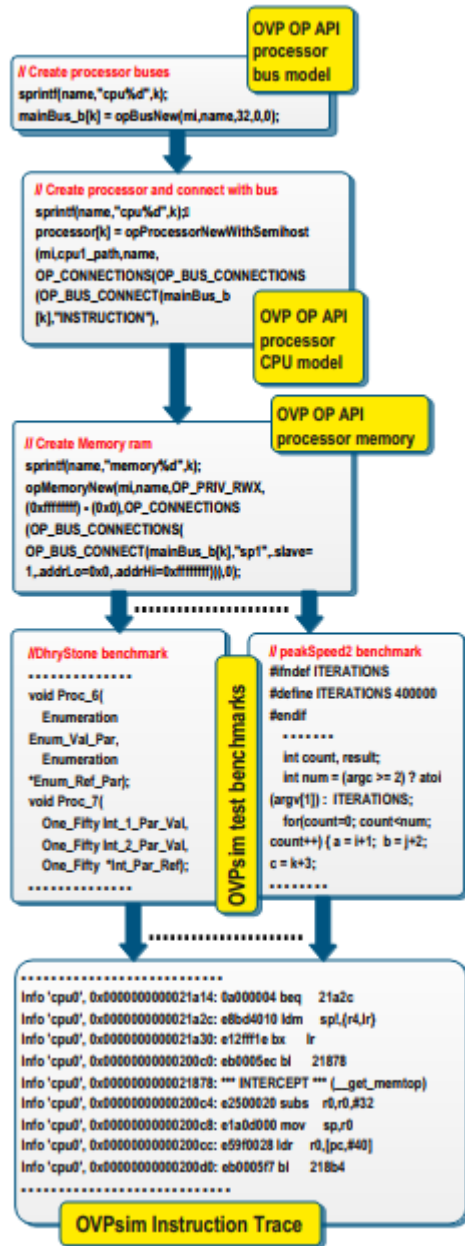 OVP OP API
processor
bus model
// Create processor buses
sprintf(name,"cpu%d",k);
mainBus_b[k] = opBusNew(mi,name,32,0,0);
// Create processor and connect with bus
sprintf(name,"cpu%d",k);
processor[k] = opProcessorNewWithSemihost
(mi,cpu1_path,name,
OP_CONNECTIONS(OP_BUS_CONNECTIONS
(OP_BUS_CONNECT(mainBus_b
[k],"INSTRUCTION"),
OVP OP API
processor
CPU model
OVP OP API
processor memory
// Create Memory ram
sprintf(name,"memory%d",k);
opMemoryNew(mi,name,OP_PRIV_RWX,
(0xffffffff) - (0x0),OP_CONNECTIONS
(OP_BUS_CONNECTIONS(
OP_BUS_CONNECT(mainBus_b[k],"sp1",.slave=
1,.addrLo=0x0,.addrHi=0xffffffff))),0);
//DhryStone benchmark
void Proc_6(
Enumeration
Enum_Val_Par,
Enumeration
*Enum_Ref_Par);
void Proc_7(
One_Fifty Int_1_Par_Val,
One_Fifty Int_2_Par_Val,
One_Fifty *Int_Par_Ref);
OVPsim test benchmarks
// peakSpeed2 benchmark
#ifndef ITERATIONS
#define ITERATIONS 400000
#endif
int count, result;
int num = (argc >= 2) ? atoi
(argv[1]) : ITERATIONS;
for(count=0; count<num;
count++) { a = i+1; b = j+2;
c = k+3;
Info 'cpu0', 0x0000000000021a14: 0a000004 beq 21a2c
Info 'cpu0', 0x0000000000021a2c: e8bd4010 ldm sp!,{r4,lr}
Info 'cpu0', 0x0000000000021a30: e12fff1e bx lr
Info 'cpu0', 0x00000000000200c0: eb0005ec bl 21878
Info 'cpu0', 0x0000000000021878: *** INTERCEPT *** (__get_memtop)
Info 'cpu0', 0x00000000000200c4: e2500020 subs r0,r0,#32
Info 'cpu0', 0x00000000000200c8: e1a0d000 mov sp,r0
Info 'cpu0', 0x00000000000200cc: e59f0028 ldr r0,[pc,#40]
Info 'cpu0', 0x00000000000200d0: eb0005f7 bl 218b4
OVPsim Instruction Trace